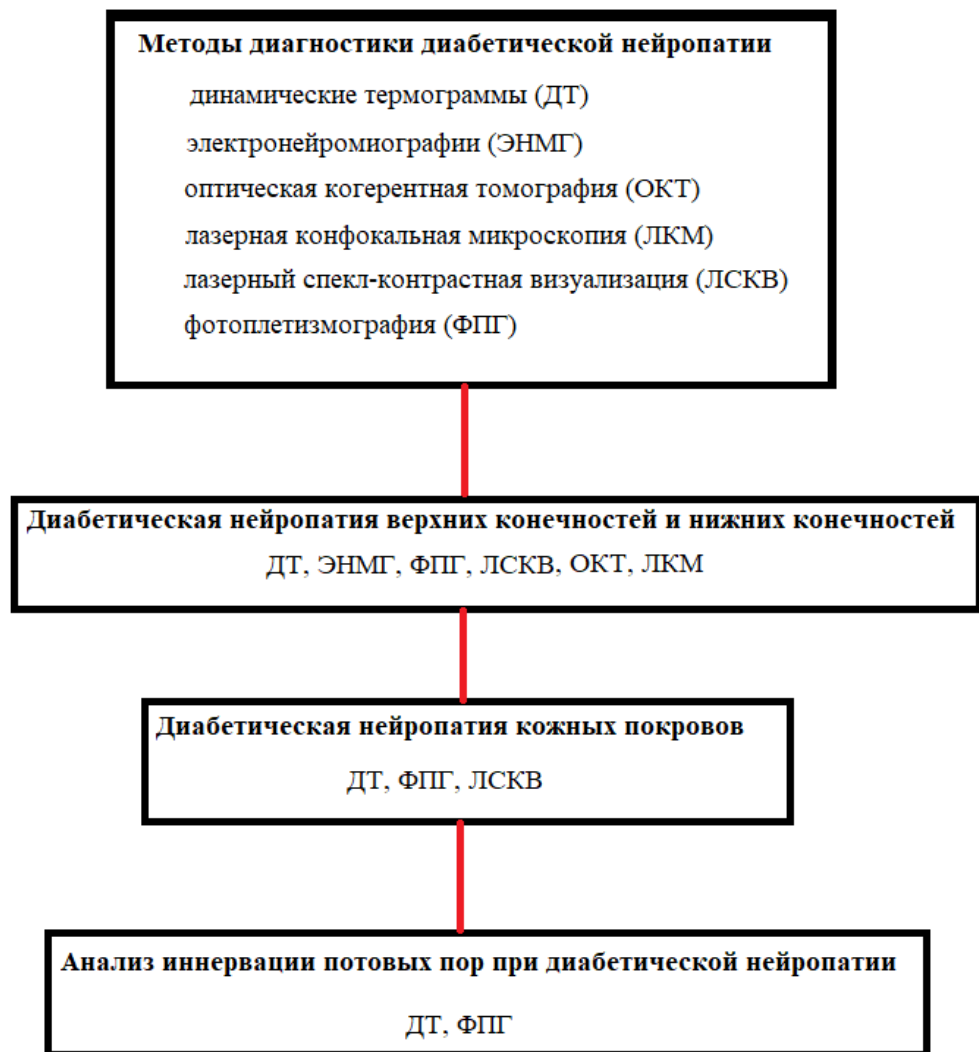 Методы диагностики диабетической нейропатии
динамические термограммы (ДТ)
электронейромиографии (ЭНМГ)
оптическая когерентная томография (ОКТ)
лазерная конфокальная микроскопия (ЛКМ)
лазерный спекл-контрастная визуализация (ЛСКВ)
фотоплетизмография (ФПГ)
Диабетическая нейропатия верхних конечностей и нижних конечностей
ДТ, ЭНМГ, ФПГ, ЛСКВ, ОКТ, ЛКМ
Диабетическая нейропатия кожных покровов
ДТ, ФПГ, ЛСКВ
Анализ иннервации потовых пор при диабетической нейропатии
ДТ, ФПГ